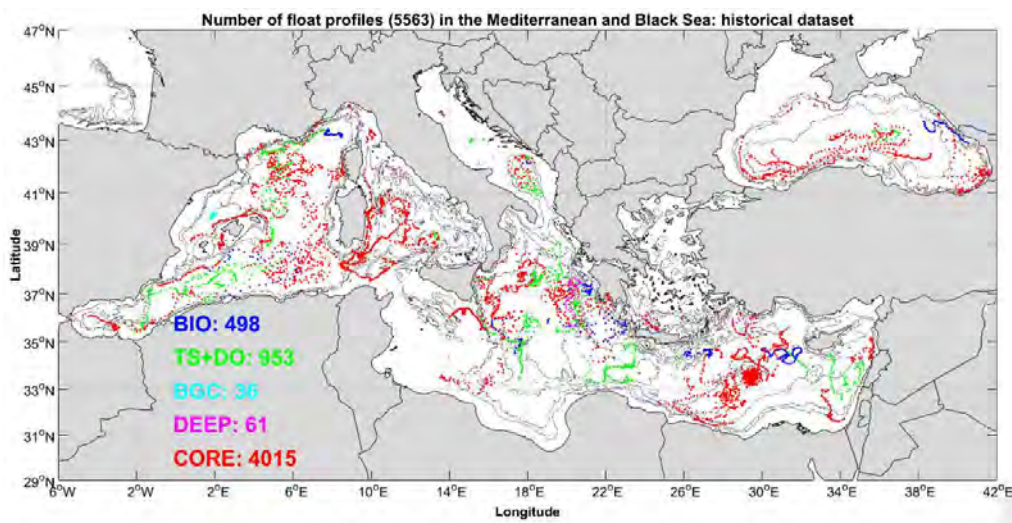 Number of float profiles (5563) in the Mediterranean and Black Sea: historical dataset
47°N
45°N
43°N
41°N
39°N
37°N
35°N
33°N
31°N
29°N
Latitude
BIO: 498
TS+DO: 953
BGC: 36
DEEP: 61
CORE: 4015
6°W 2°W 2°E 6°E 10°E 14°E 18°E 22°E 26°E 30°E 34°E 38°E 42°E
Longitude